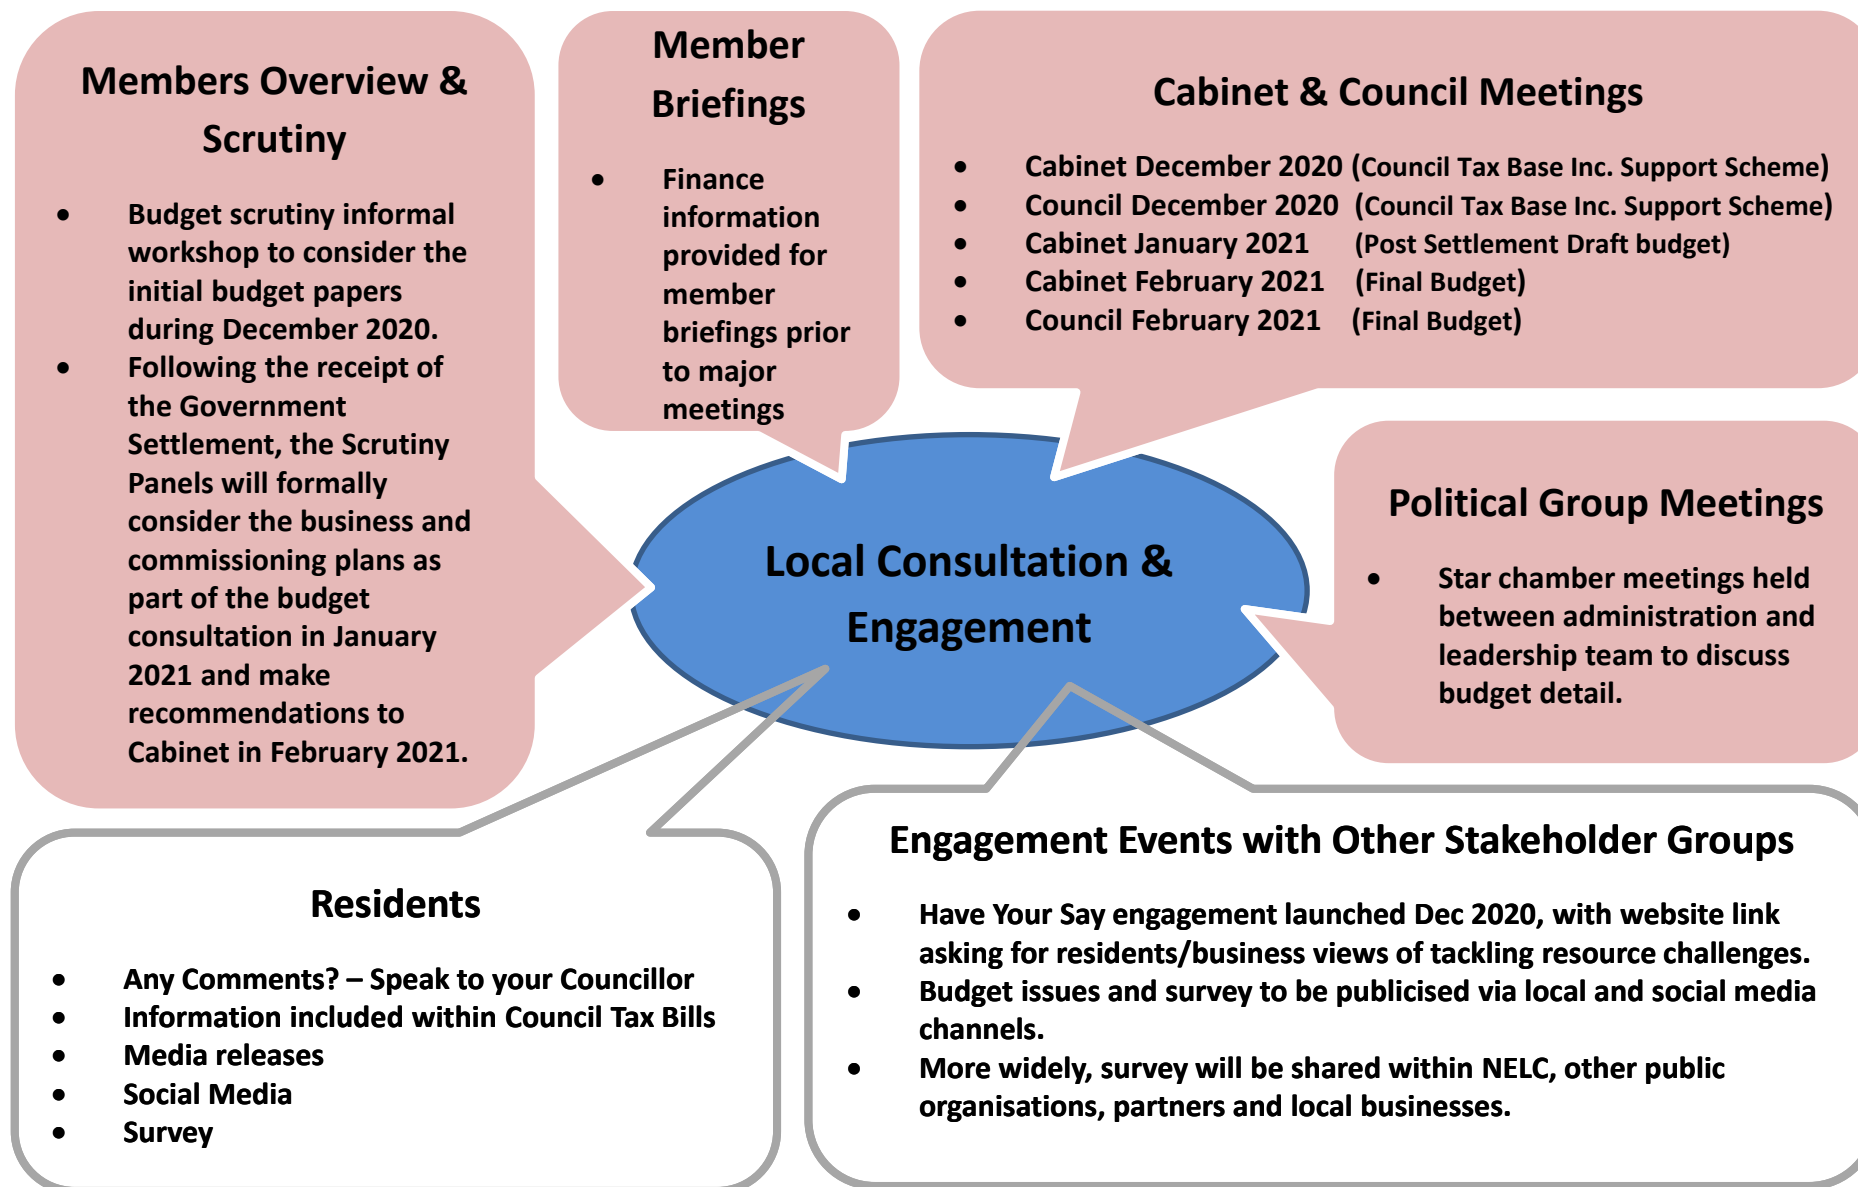 Members Overview &
Scrutiny
• Budget scrutiny informal
workshop to consider the
initial budget papers
during December 2020.
• Following the receipt of
the Government
Settlement, the Scrutiny
Panels will formally
consider the business and
commissioning plans as
part of the budget
consultation in January
2021 and make
recommendations to
Cabinet in February 2021.
Member
Briefings
• Finance
information
provided for
member
briefings prior
to major
meetings
Cabinet & Council Meetings
• Cabinet December 2020 (Council Tax Base Inc. Support Scheme)
• Council December 2020 (Council Tax Base Inc. Support Scheme)
• Cabinet January 2021 (Post Settlement Draft budget)
• Cabinet February 2021 (Final Budget)
• Council February 2021 (Final Budget)
Political Group Meetings
• Star chamber meetings held
between administration and
leadership team to discuss
budget detail.
Local Consultation &
Engagement
Residents
• Any Comments? – Speak to your Councillor
• Information included within Council Tax Bills
• Media releases
• Social Media
• Survey
Engagement Events with Other Stakeholder Groups
• Have Your Say engagement launched Dec 2020, with website link
asking for residents/business views of tackling resource challenges.
• Budget issues and survey to be publicised via local and social media
channels.
• More widely, survey will be shared within NELC, other public
organisations, partners and local businesses.